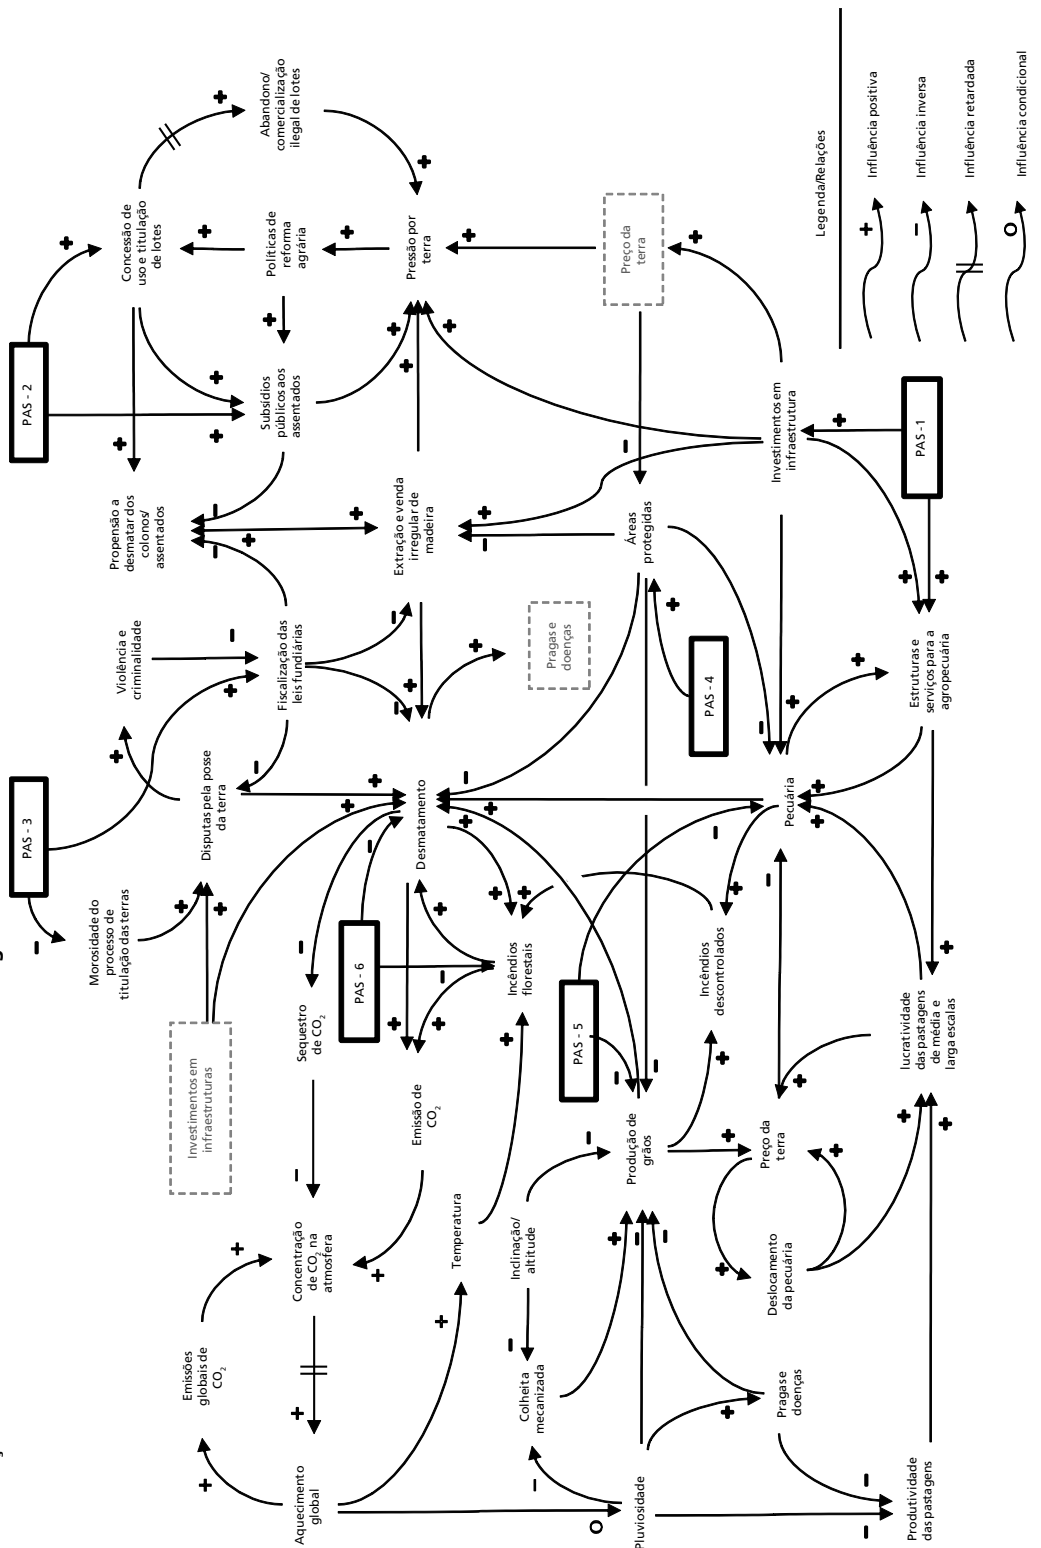 Abandono/
comercialização
ilegal de lotes
Concessão de
uso e titulação
de lotes
Políticas de
reforma
agrária
Pressão por
terra
Preço da
terra
Legenda/Relações
Influência positiva
Influência inversa
Influência retardada
Influência condicional
+
–
O
PAS - 2
Subsídios
públicos aos
assentados
Investimentos em
infraestrutura
PAS -1
Propensão a
desmatar dos
colonos/
assentados
Extração e venda
irregular de
madeira
Áreas
protegidas
Violência e
criminalidade
Fiscalização das
leis fundiárias
Pragas e
doenças
PAS - 4
Estruturas e
serviços para a
agropecuária
PAS - 3
Disputas pela posse
da terra
Desmatamento
Pecuária
Morosidade do
processo de
titulação das terras
PAS - 6
Incêndios
florestais
PAS - 5
Incêndios
descontrolados
lucratividade
das pastagens
de média e
larga escalas
Investimentos em
infraestruturas
Sequestro
de CO2
Emissão de
CO2
Produção de
grãos
Preço da
terra
Concentração
de CO2 na
atmosfera
Temperatura
Inclinação/
altitude
Deslocamento
da pecuária
Emissões
globais de
CO2
Colheita
mecanizada
Pragas e
doenças
Aquecimento
global
Pluviosidade
Produtividade
das pastagens